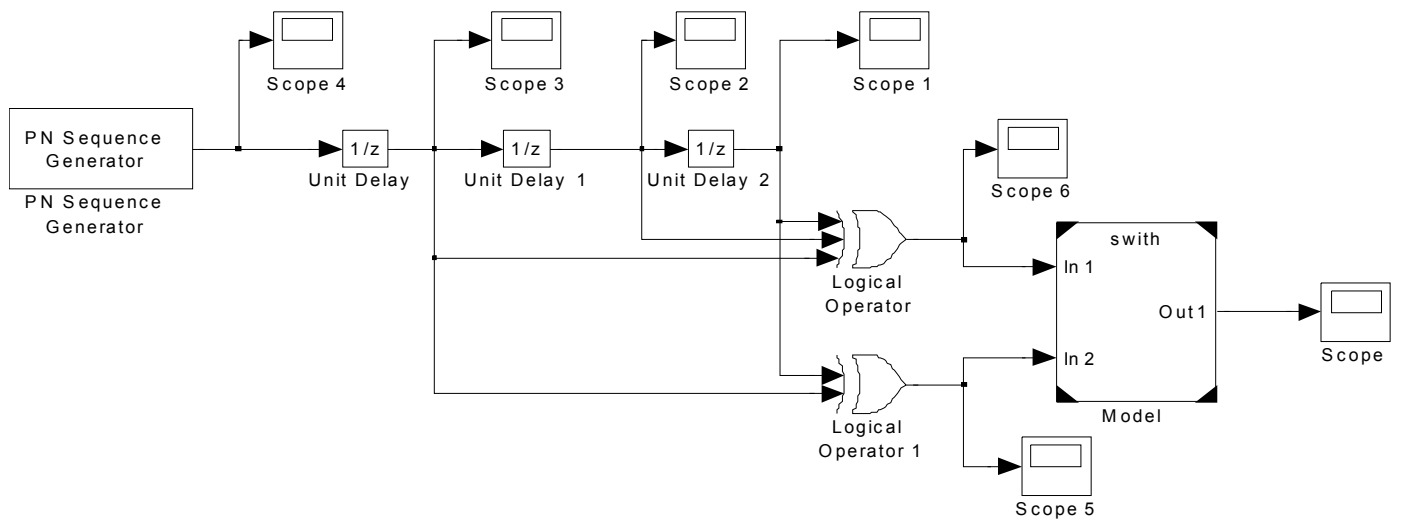 Scope 4
Scope 3
Scope 2
Scope 1
PN Sequence
Generator
PN Sequence
Generator
1/z
Unit Delay
1/z
Unit Delay 1
1/z
Unit Delay 2
Scope 6
Logical
Operator
swith
In 1
Out1
In 2
Model
Scope
Logical
Operator 1
Scope 5